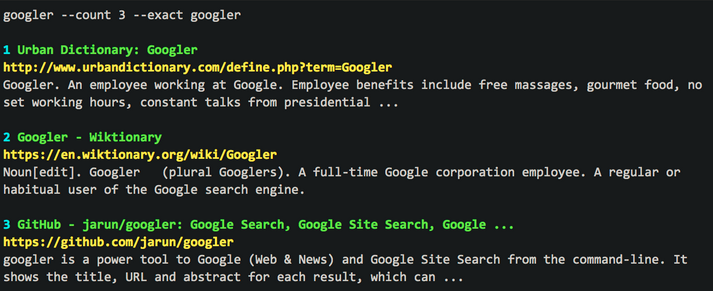 googler --count 3 --exact googler
1 Urban Dictionary: Googler
http://www.urbandictionary.com/define.php?term=Googler
Googler. An employee working at Google. Employee benefits include free massages, gourmet food, no
set working hours, constant talks from presidential ...
2 Googler - Wiktionary
https://en.wiktionary.org/wiki/Googler
Noun[edit]. Googler   (plural Googlers). A full-time Google corporation employee. A regular or
habitual user of the Google search engine.
3 GitHub - jarun/googler: Google Search, Google Site Search, Google ...
https://github.com/jarun/googler
googler is a power tool to Google (Web & News) and Google Site Search from the command-line. It
shows the title, URL and abstract for each result, which can ...